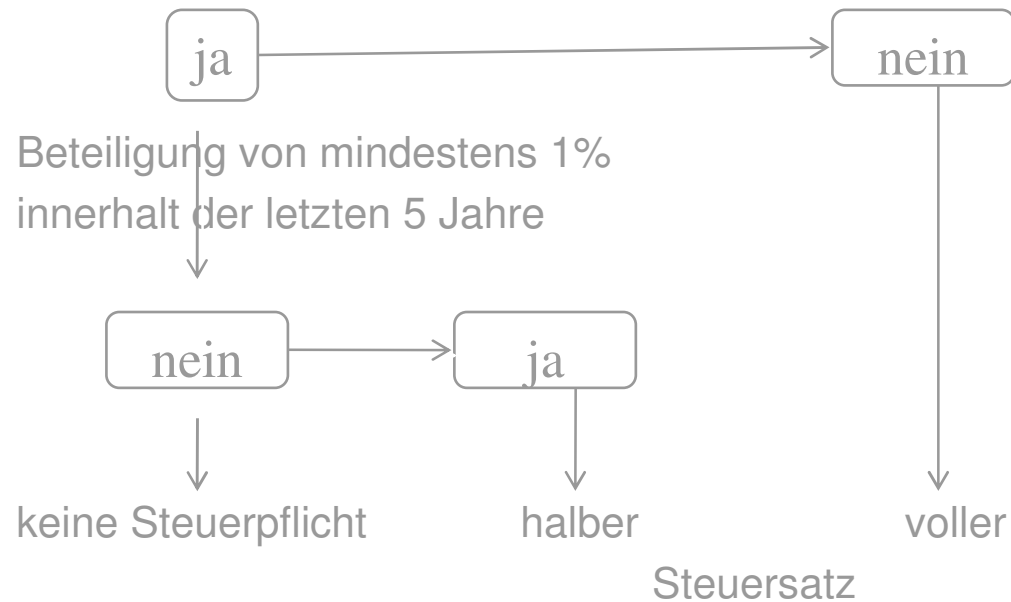 ja
nein
Beteiligung von mindestens 1%
innerhalt der letzten 5 Jahre
nein
ja
keine Steuerpflicht
halber
voller
Steuersatz